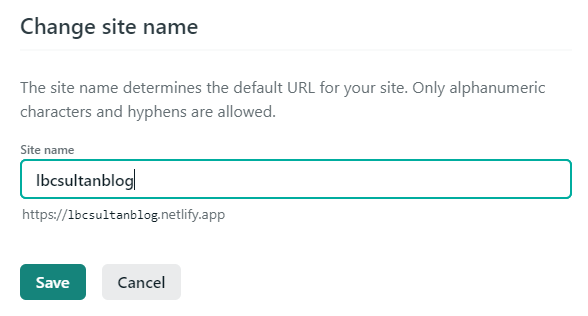 Change site name
The site name determines the default URL for your site. Only alphanumeric
characters and hyphens are allowed.
Site name
lbcsultanblog
https://lbcsultanblog.netlify.app
Save Cancel